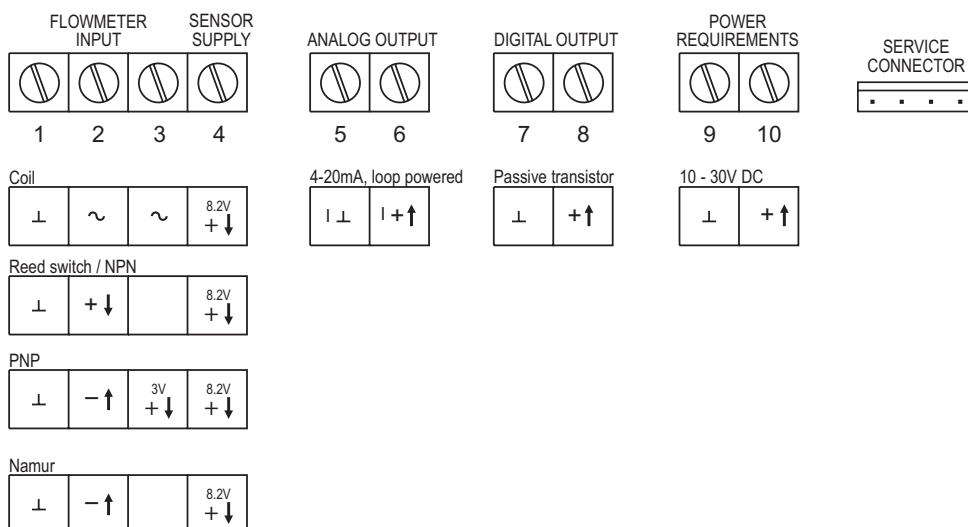 FLOWMETER INPUT
SENSOR SUPPLY
ANALOG OUTPUT
DIGITAL OUTPUT
POWER REQUIREMENTS
SERVICE CONNECTOR
1 2 3 4 5 6 7 8 9 10
Coil
⊥ ~ ~ 8.2V +
4-20mA, loop powered
I ⊥ I +
Passive transistor
⊥ +
10 - 30V DC
⊥ +
Reed switch / NPN
⊥ + 8.2V +
PNP
⊥ − 3V + 8.2V +
Namur
⊥ − 8.2V +